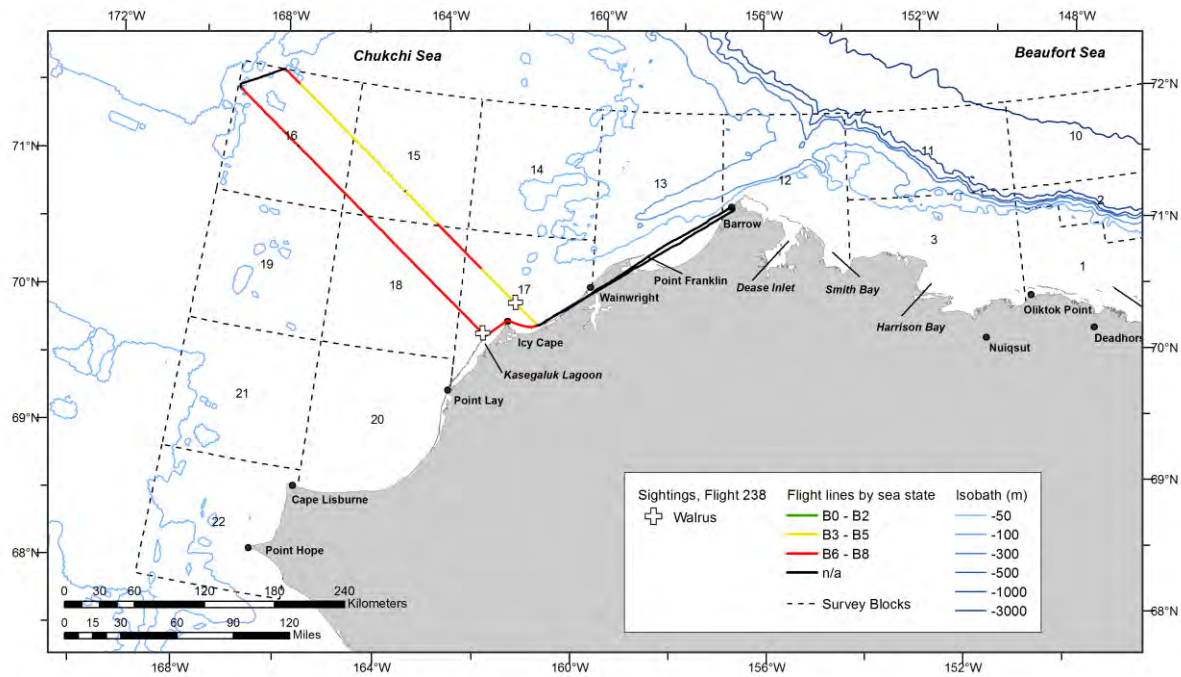 172°W 168°W 164°W 160°W 156°W 152°W 148°W
Chukchi Sea
Beaufort Sea
72°N
71°N
71°N
70°N
70°N
69°N
69°N
68°N
68°N
16
15
14
13
12
11
10
2
3
1
19
18
17
21
20
22
Barrow
Point Franklin
Wainwright
Dease Inlet
Smith Bay
Harrison Bay
Oliktok Point
Nuiqsut
Deadhors
Icy Cape
Kasegaluk Lagoon
Point Lay
Cape Lisburne
Point Hope
0 30 60 120 180 240
Kilometers
0 15 30 60 90 120
Miles
Sightings, Flight 238
Walrus
Flight lines by sea state
B0 - B2
B3 - B5
B6 - B8
n/a
Survey Blocks
Isobath (m)
-50
-100
-300
-500
-1000
-3000
168°W 164°W 160°W 156°W 152°W